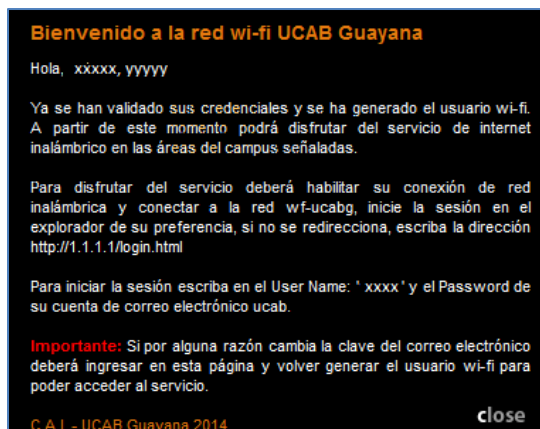 Bienvenido a la red wi-fi UCAB Guayana
Hola, xxxxx, yyyyy
Ya se han validado sus credenciales y se ha generado el usuario wi-fi.
A partir de este momento podrá disfrutar del servicio de internet
inalámbrico en las áreas del campus señaladas.
Para disfrutar del servicio deberá habilitar su conexión de red
inalámbrica y conectar a la red wf-ucabg, inicie la sesión en el
explorador de su preferencia, si no se redirecciona, escriba la dirección
http://1.1.1.1/login.html
Para iniciar la sesión escriba en el User Name: ' xxxx ' y el Password de
su cuenta de correo electrónico ucab.
Importante: Si por alguna razón cambia la clave del correo electrónico
deberá ingresar en esta página y volver generar el usuario wi-fi para
poder acceder al servicio.
C.A.I. - UCAB Guayana 2014
close